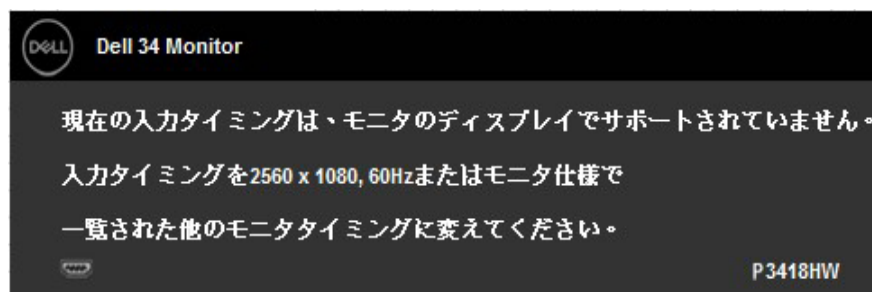 DELL Dell 34 Monitor
現在の入力タイミングは、モニタのディスプレイでサポートされていません。
入力タイミングを2560 x 1080, 60Hzまたはモニタ仕様で
一覧された他のモニタタイミングに変えてください。
P3418HW